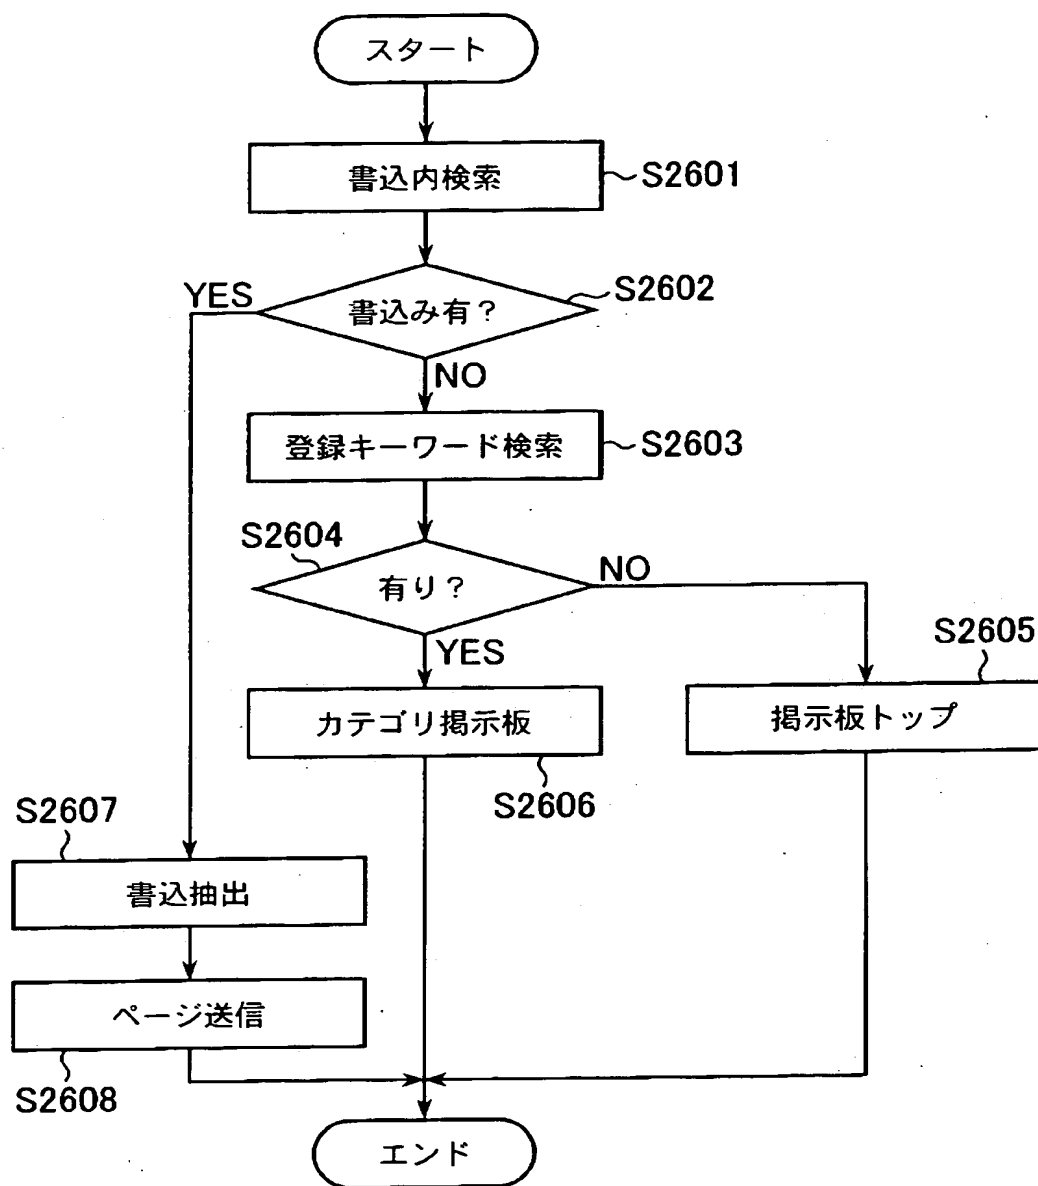 スタート
書込内検索
S2601
書込み有?
S2602
YES
NO
登録キーワード検索
S2603
S2604
有り?
NO
YES
S2605
カテゴリ掲示板
掲示板トップ
S2606
S2607
書込抽出
ページ送信
S2608
エンド